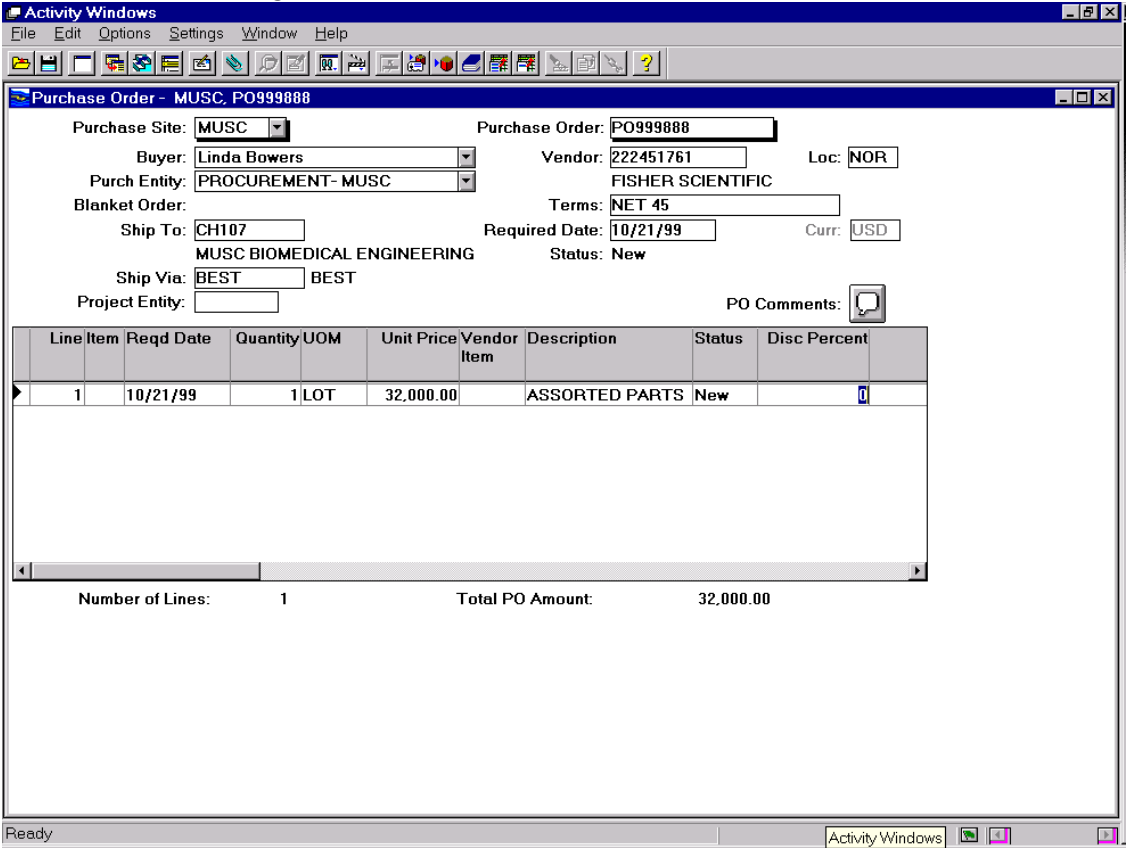 Activity Windows
File Edit Options Settings Window Help
Purchase Order - MUSC, PO999888
Purchase Site: MUSC Purchase Order: PO999888
Buyer: Linda Bowers Vendor: 222451761 Loc: NOR
Purch Entity: PROCUREMENT- MUSC FISHER SCIENTIFIC
Blanket Order: Terms: NET 45
Ship To: CH107 Required Date: 10/21/99 Curr: USD
MUSC BIOMEDICAL ENGINEERING Status: New
Ship Via: BEST BEST
Project Entity: PO Comments:
Line Item Reqd Date Quantity UOM Unit Price Vendor Item Description Status Disc Percent
1 10/21/99 1 LOT 32,000.00 ASSORTED PARTS New 0
Number of Lines: 1 Total PO Amount: 32,000.00
Ready Activity Windows